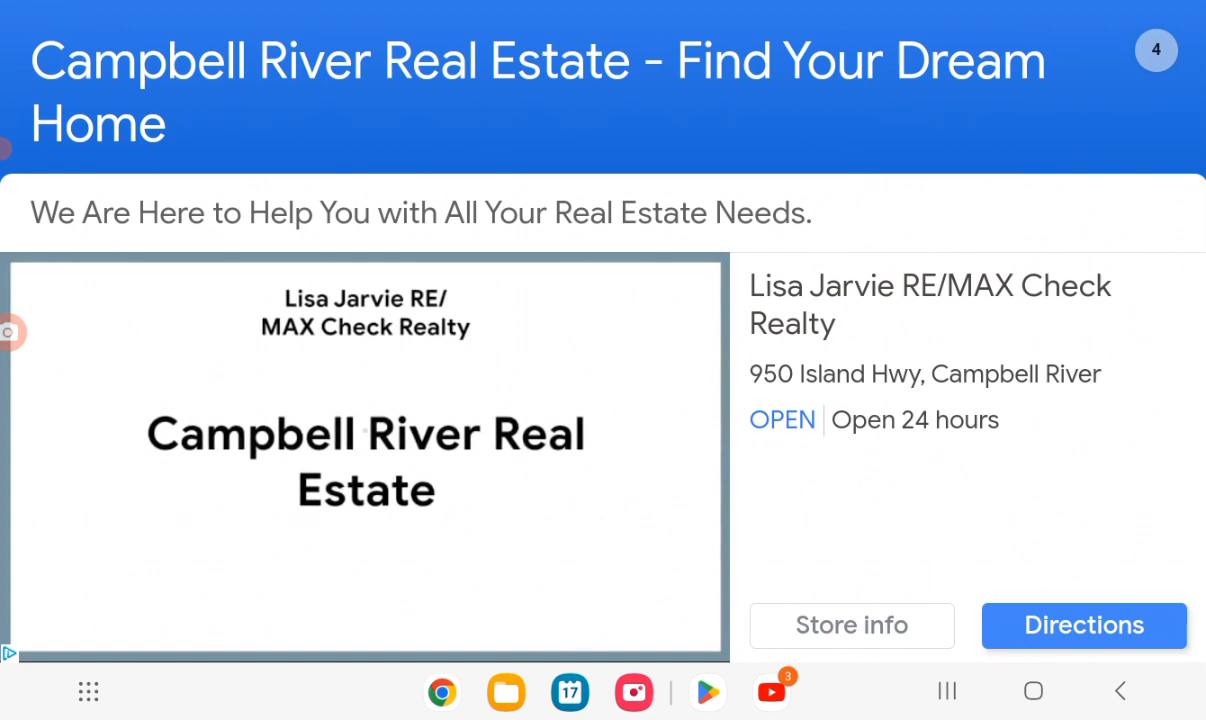 Campbell River Real Estate - Find Your Dream
Home
4
We Are Here to Help You with All Your Real Estate Needs.
Lisa Jarvie RE/
MAX Check Realty
Campbell River Real
Estate
Lisa Jarvie RE/MAX Check
Realty
950 Island Hwy, Campbell River
OPEN Open 24 hours
Store info
Directions
17
3